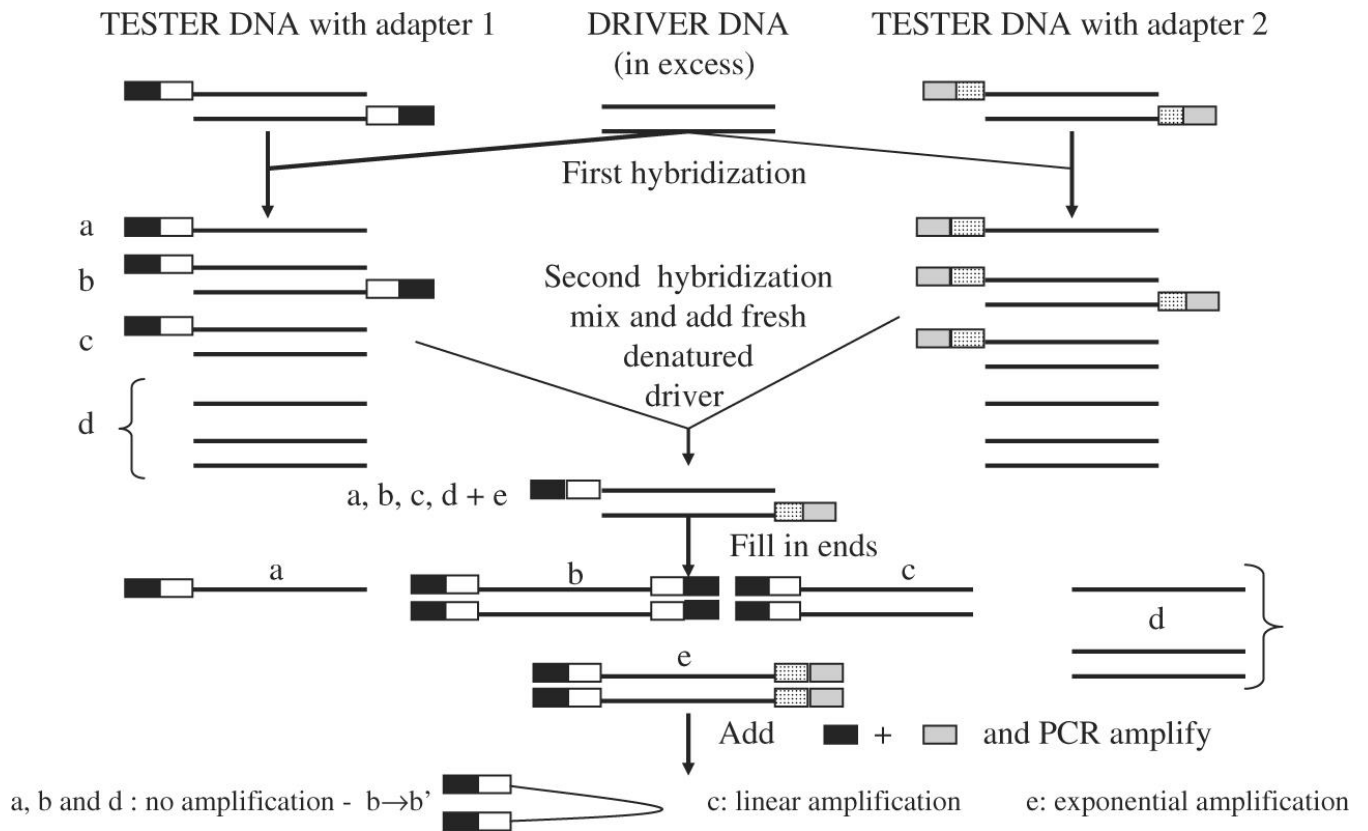 TESTER DNA with adapter 1
DRIVER DNA
(in excess)
TESTER DNA with adapter 2
First hybridization
a
b
c
d
Second hybridization
mix and add fresh
denatured
driver
a, b, c, d + e
Fill in ends
a
b
c
d
e
Add + and PCR amplify
a, b and d : no amplification - b→b’
c: linear amplification
e: exponential amplification